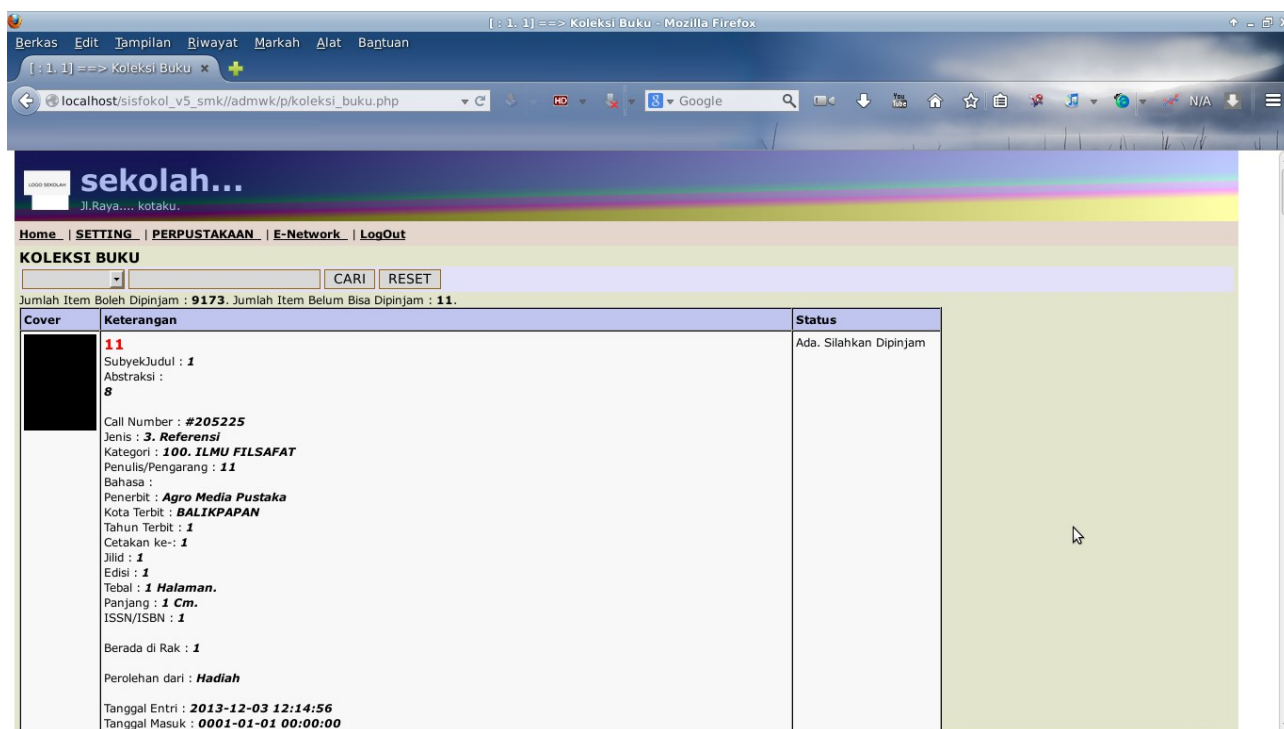 [ : 1. 1] ==> Koleksi Buku - Mozilla Firefox
Berkas Edit Tampilan Riwayat Markah Alat Bantuan
[ : 1. 1] ==> Koleksi Buku
localhost/sisfokol_v5_smk//admwk/p/koleksi_buku.php HD 8 Google You Tube N/A
LOGO SEKOLAH
sekolah...
Jl.Raya.... kotaku.
Home | SETTING | PERPUSTAKAAN | E-Network | LogOut
KOLEKSI BUKU
CARI RESET
Jumlah Item Boleh Dipinjam : 9173. Jumlah Item Belum Bisa Dipinjam : 11.
Cover Keterangan Status
11 Ada. Silahkan Dipinjam
SubyekJudul : 1
Abstraksi :
8
Call Number : #205225
Jenis : 3. Referensi
Kategori : 100. ILMU FILSAFAT
Penulis/Pengarang : 11
Bahasa :
Penerbit : Agro Media Pustaka
Kota Terbit : BALIKPAPAN
Tahun Terbit : 1
Cetakan ke-: 1
Jilid : 1
Edisi : 1
Tebal : 1 Halaman.
Panjang : 1 Cm.
ISSN/ISBN : 1
Berada di Rak : 1
Perolehan dari : Hadiah
Tanggal Entri : 2013-12-03 12:14:56
Tanggal Masuk : 0001-01-01 00:00:00